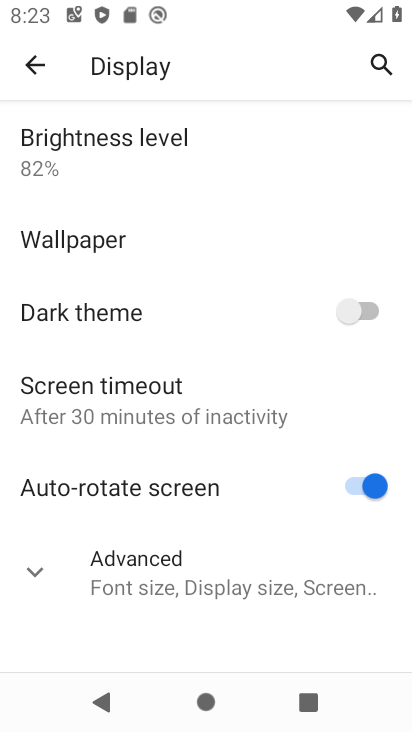 8:23
Display
Brightness level
82%
Wallpaper
Dark theme
Screen timeout
After 30 minutes of inactivity
Auto-rotate screen
Advanced
Font size, Display size, Screen..